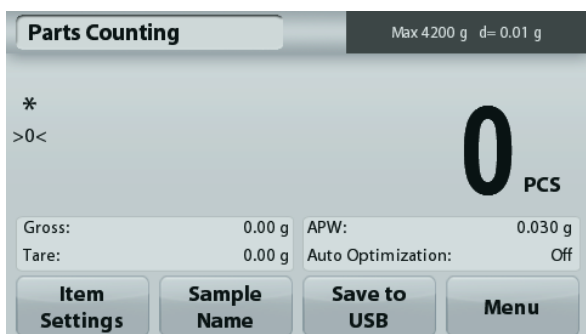 Parts Counting
Max 4200 g d= 0.01 g
*
>0<
0 PCS
Gross: 0.00 g APW: 0.030 g
Tare: 0.00 g Auto Optimization: Off
Item Settings
Sample Name
Save to USB
Menu